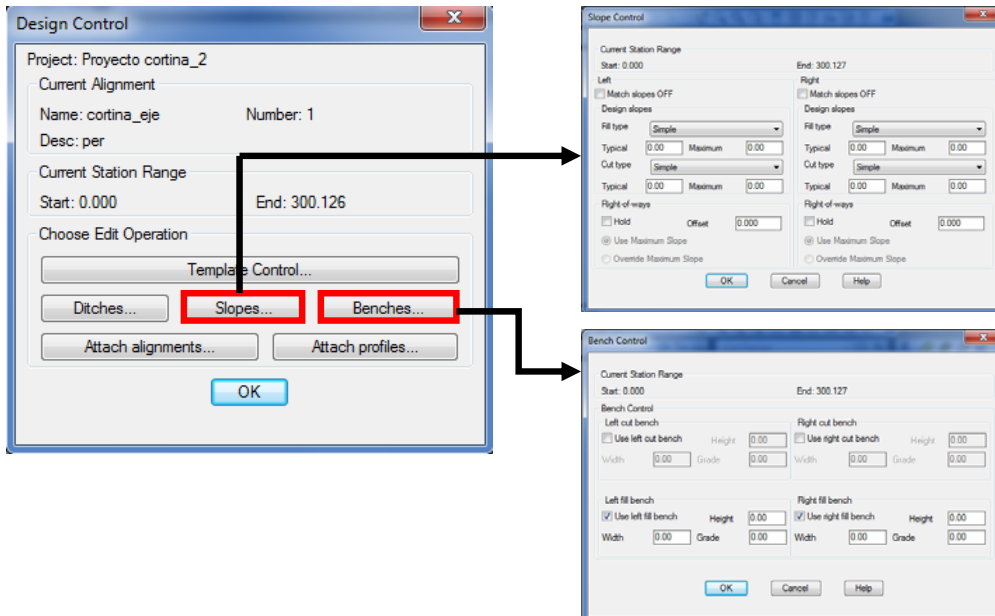 Design Control
Project: Proyecto cortina_2
Current Alignment
Name: cortina_eje Number: 1
Desc: per
Current Station Range
Start: 0.000 End: 300.126
Choose Edit Operation
Template Control...
Ditches... Slopes... Benches...
Attach alignments... Attach profiles...
OK
Slope Control
Current Station Range
Start: 0.000 End: 300.127
Left Right
Match slopes OFF Match slopes OFF
Design slopes Design slopes
Fill type Simple Fill type Simple
Typical 0.00 Maximum 0.00 Typical 0.00 Maximum 0.00
Cut type Simple Cut type Simple
Typical 0.00 Maximum 0.00 Typical 0.00 Maximum 0.00
Right-of-ways Right-of-ways
Hold Offset 0.000 Hold Offset 0.000
Use Maximum Slope Use Maximum Slope
Override Maximum Slope Override Maximum Slope
OK Cancel Help
Bench Control
Current Station Range
Start: 0.000 End: 300.127
Bench Control
Left cut bench Right cut bench
Use left cut bench Height 0.00 Use right cut bench Height 0.00
Width 0.00 Grade 0.00 Width 0.00 Grade 0.00
Left fill bench Right fill bench
Use left fill bench Height 0.00 Use right fill bench Height 0.00
Width 0.00 Grade 0.00 Width 0.00 Grade 0.00
OK Cancel Help